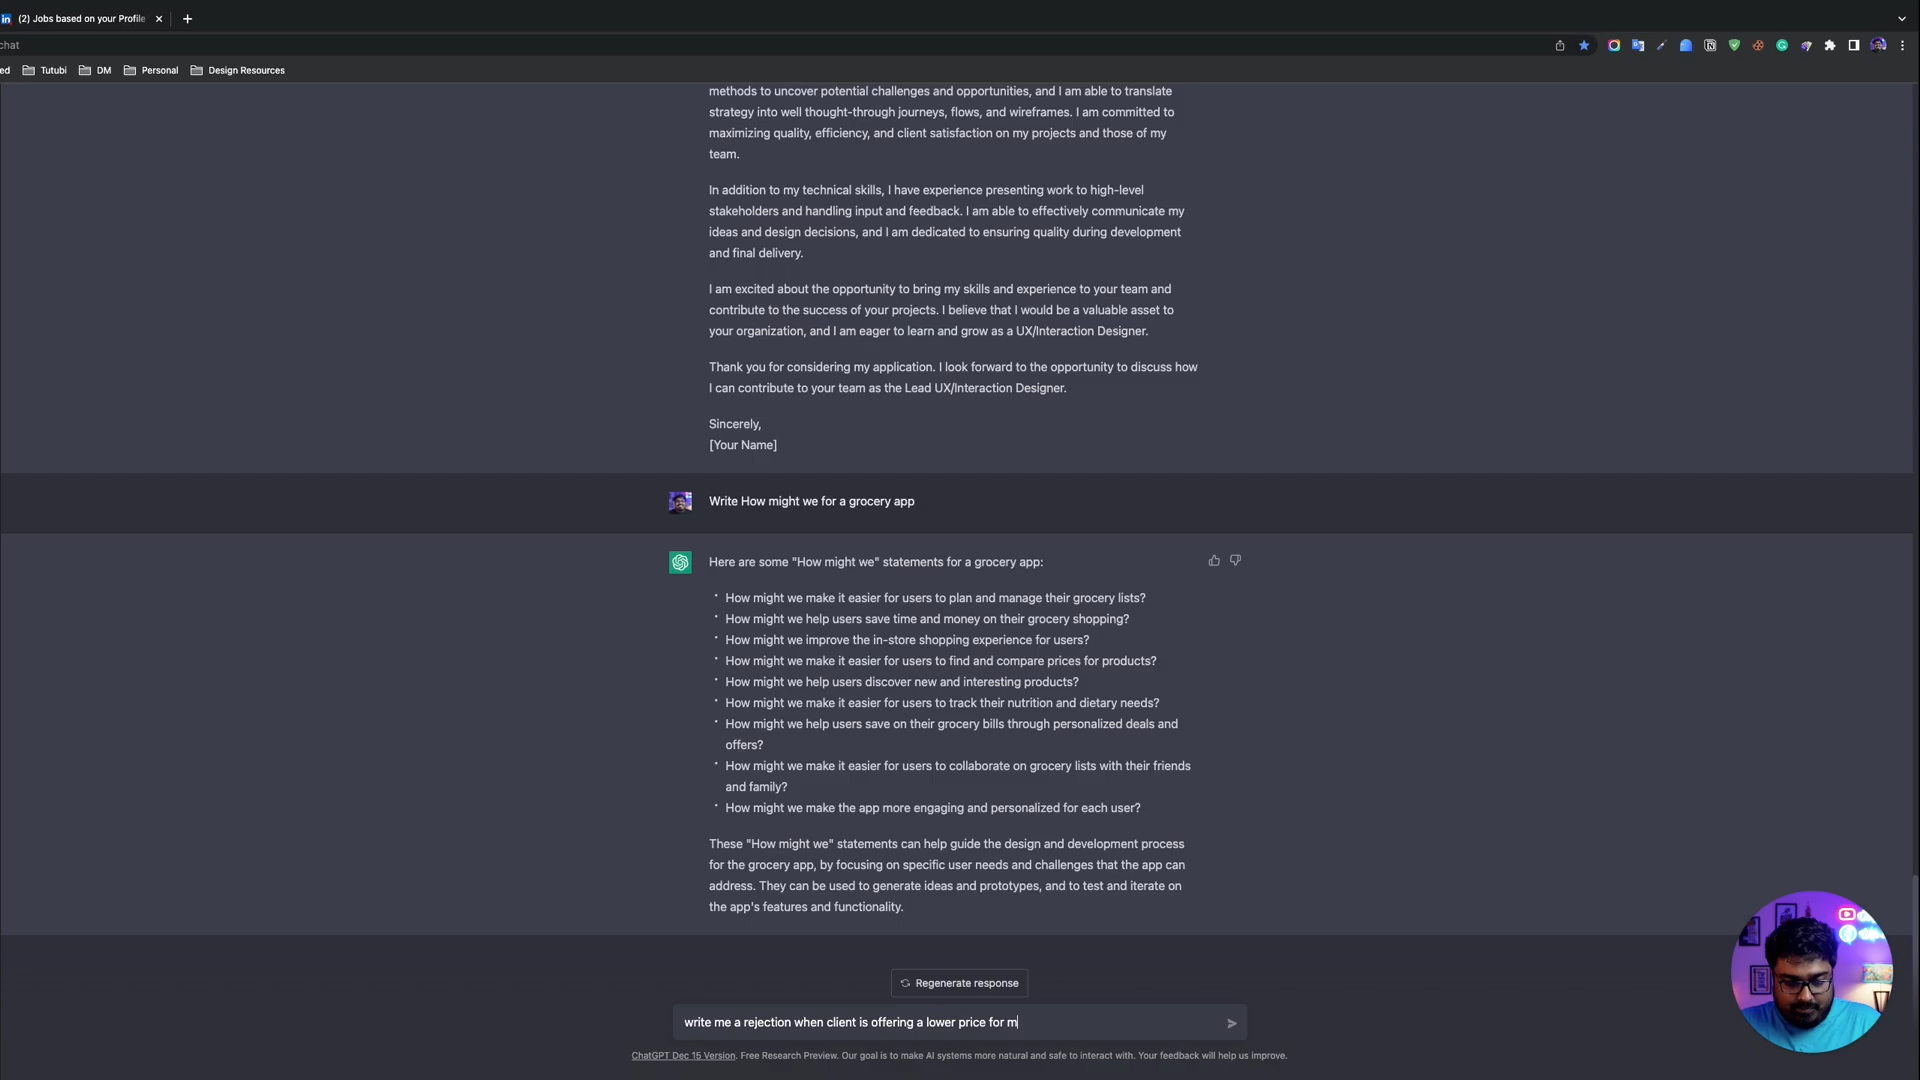 (2) Jobs based on your Profile
chat
ed Tutubi DM Personal Design Resources
methods to uncover potential challenges and opportunities, and I am able to translate
strategy into well thought-through journeys, flows, and wireframes. I am committed to
maximizing quality, efficiency, and client satisfaction on my projects and those of my
team.
In addition to my technical skills, I have experience presenting work to high-level
stakeholders and handling input and feedback. I am able to effectively communicate my
ideas and design decisions, and I am dedicated to ensuring quality during development
and final delivery.
I am excited about the opportunity to bring my skills and experience to your team and
contribute to the success of your projects. I believe that I would be a valuable asset to
your organization, and I am eager to learn and grow as a UX/Interaction Designer.
Thank you for considering my application. I look forward to the opportunity to discuss how
I can contribute to your team as the Lead UX/Interaction Designer.
Sincerely,
[Your Name]
Write How might we for a grocery app
Here are some "How might we" statements for a grocery app:
• How might we make it easier for users to plan and manage their grocery lists?
• How might we help users save time and money on their grocery shopping?
• How might we improve the in-store shopping experience for users?
• How might we make it easier for users to find and compare prices for products?
• How might we help users discover new and interesting products?
• How might we make it easier for users to track their nutrition and dietary needs?
• How might we help users save on their grocery bills through personalized deals and
offers?
• How might we make it easier for users to collaborate on grocery lists with their friends
and family?
• How might we make the app more engaging and personalized for each user?
These "How might we" statements can help guide the design and development process
for the grocery app, by focusing on specific user needs and challenges that the app can
address. They can be used to generate ideas and prototypes, and to test and iterate on
the app's features and functionality.
Regenerate response
write me a rejection when client is offering a lower price for m
ChatGPT Dec 15 Version. Free Research Preview. Our goal is to make AI systems more natural and safe to interact with. Your feedback will help us improve.